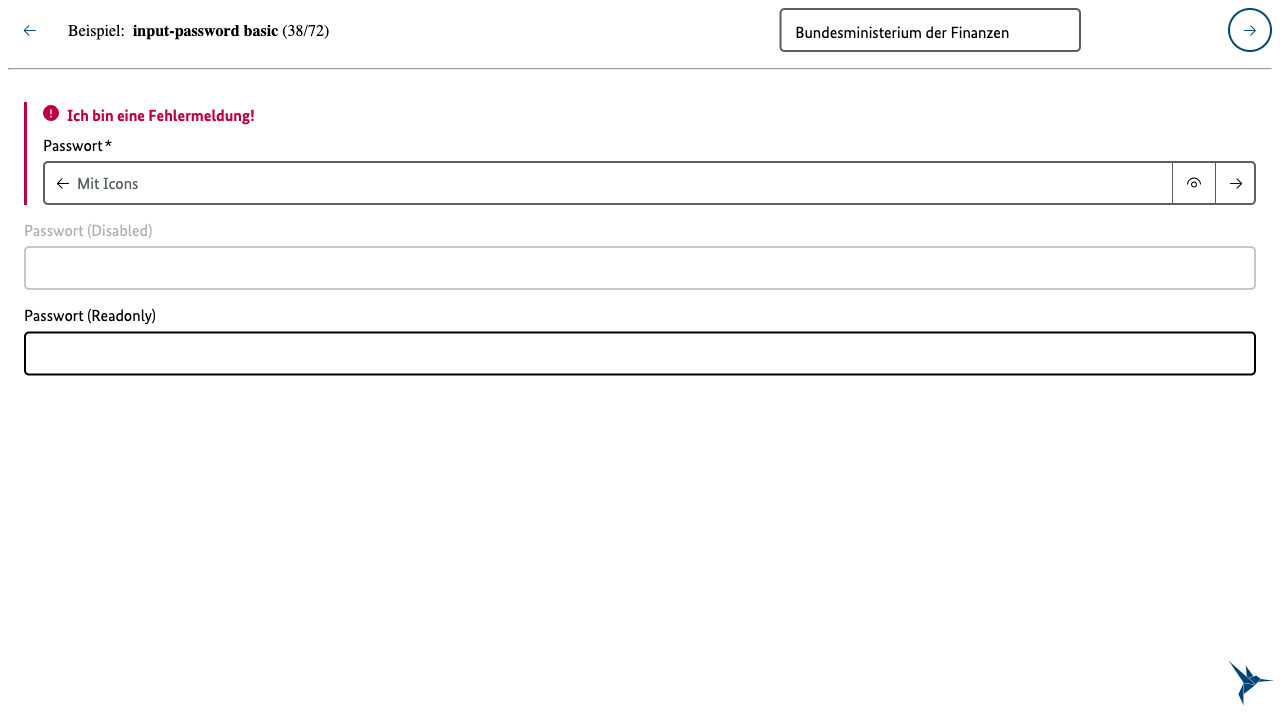 Beispiel: input-password basic (38/72)
Bundesministerium der Finanzen
Ich bin eine Fehlermeldung!
Passwort*
Mit Icons
Passwort (Disabled)
Passwort (Readonly)